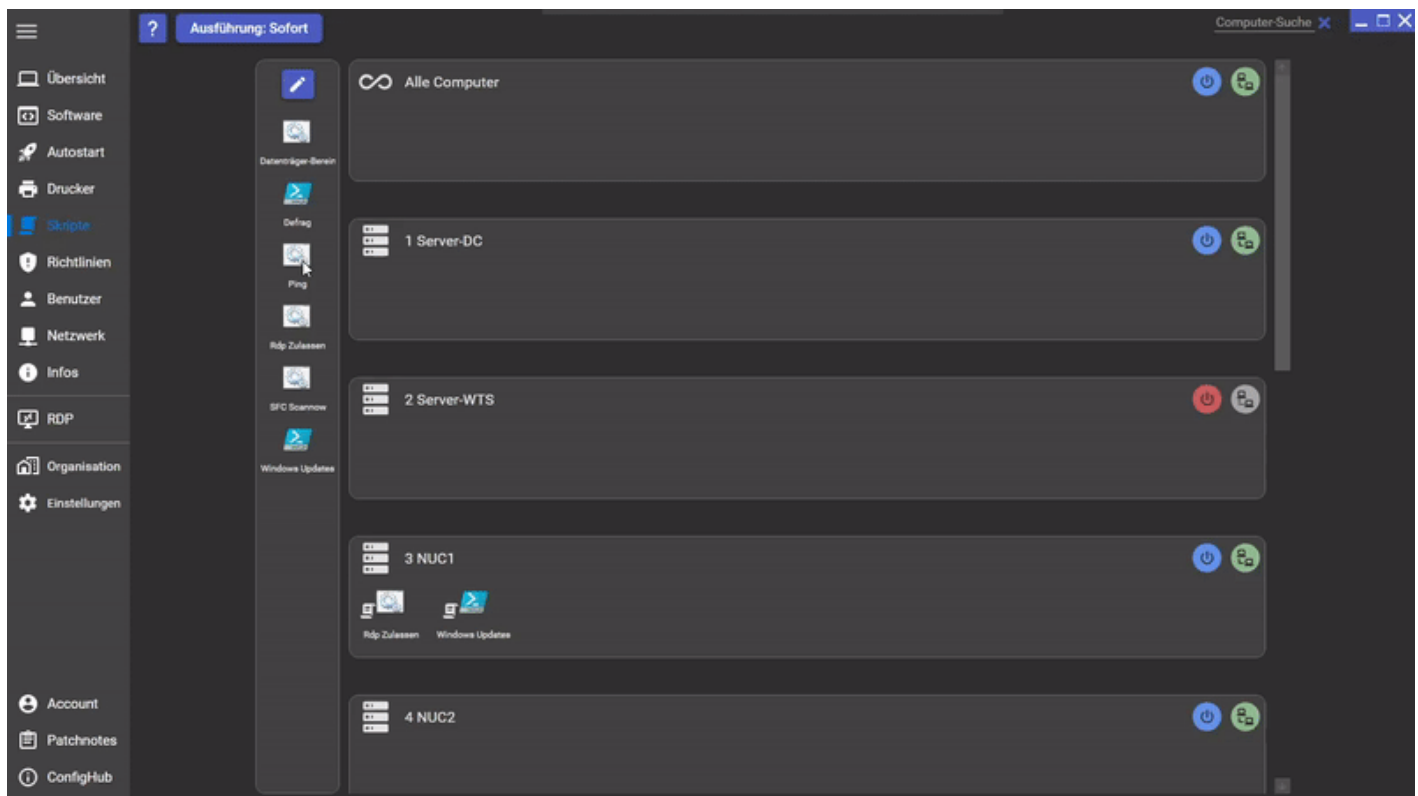 ?
Ausführung: Sofort
Computer-Suche
Übersicht
Software
Autostart
Drucker
Skripte
Richtlinien
Benutzer
Netzwerk
Infos
RDP
Organisation
Einstellungen
Account
Patchnotes
ConfigHub
Datenträger-Berein
Defrag
Ping
Rdp Zulassen
SFC Scannow
Windows Updates
Alle Computer
1 Server-DC
2 Server-WTS
3 NUC1
Rdp Zulassen
Windows Updates
4 NUC2